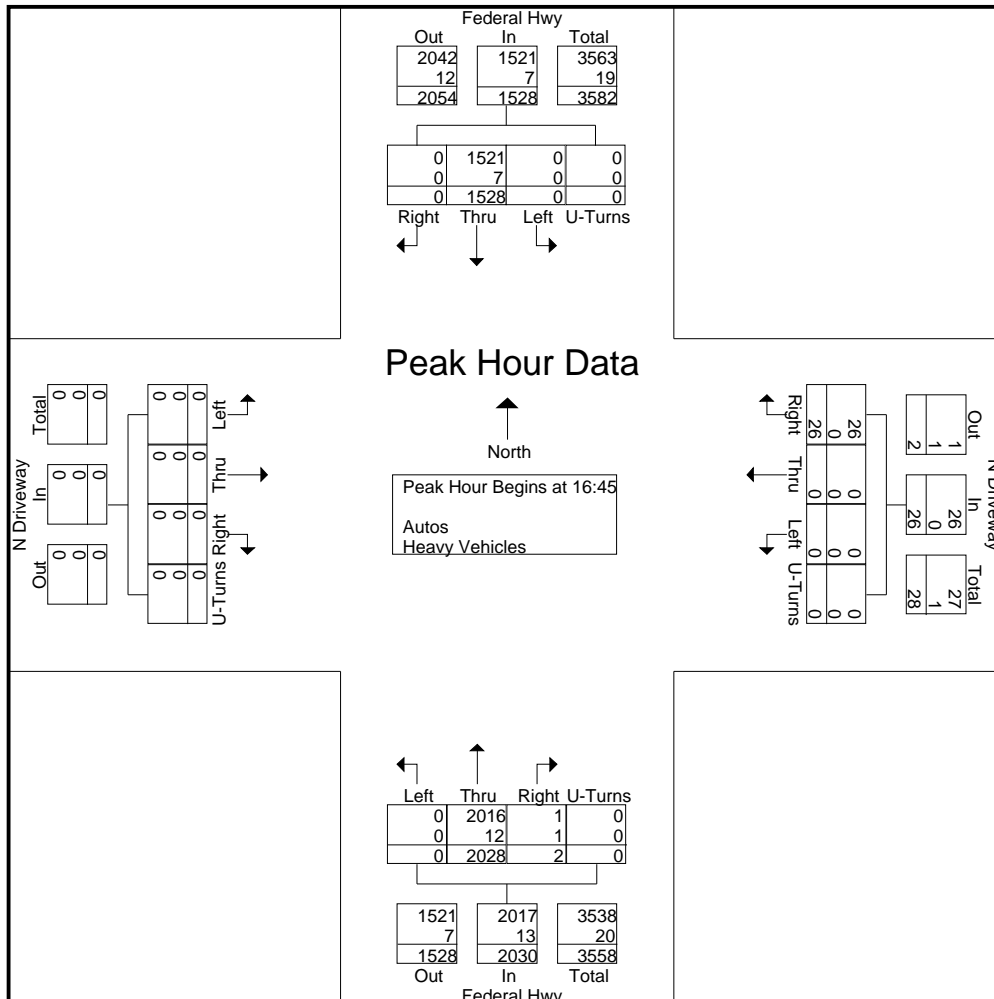 Federal Hwy
Out In Total
2042 1521 3563
12 7 19
2054 1528 3582
0 1521 0 0
0 7 0 0
0 1528 0 0
Right Thru Left U-Turns
Peak Hour Data
North
Peak Hour Begins at 16:45
Autos
Heavy Vehicles
N Driveway
Total In Out
0 0 0
0 0 0
0 0 0
Left Thru Right U-Turns
0 0 0 0
0 0 0 0
0 0 0 0
Right Thru Left U-Turns
26 0 0 0
0 0 0 0
26 0 0 0
N Driveway
Out In Total
1 26 27
1 0 1
2 26 28
Left Thru Right U-Turns
0 2016 1 0
0 12 1 0
0 2028 2 0
1521 2017 3538
7 13 20
1528 2030 3558
Out In Total
Federal Hwy